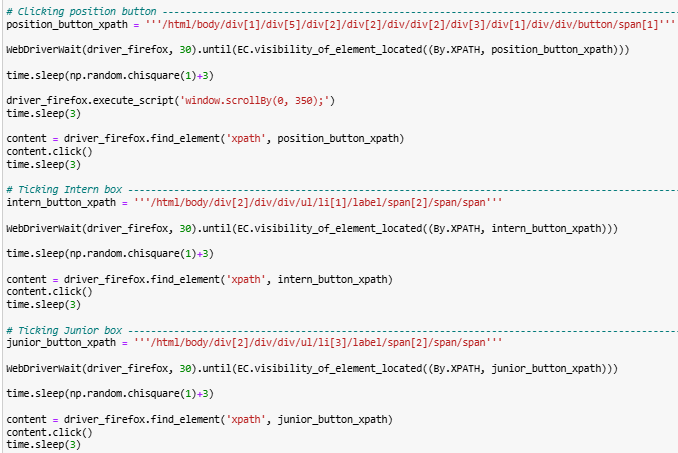 # Clicking position button --------------------------------------------------------------------------------
position_button_xpath = '''/html/body/div[1]/div[5]/div[2]/div[2]/div/div[2]/div[3]/div[1]/div/div/button/span[1]'''
WebDriverWait(driver_firefox, 30).until(EC.visibility_of_element_located((By.XPATH, position_button_xpath)))
time.sleep(np.random.chisquare(1)+3)
driver_firefox.execute_script('window.scrollBy(0, 350);')
time.sleep(3)
content = driver_firefox.find_element('xpath', position_button_xpath)
content.click()
time.sleep(3)
# Ticking Intern box --------------------------------------------------------------------------------------
intern_button_xpath = '''/html/body/div[2]/div/div/ul/li[1]/label/span[2]/span/span'''
WebDriverWait(driver_firefox, 30).until(EC.visibility_of_element_located((By.XPATH, intern_button_xpath)))
time.sleep(np.random.chisquare(1)+3)
content = driver_firefox.find_element('xpath', intern_button_xpath)
content.click()
time.sleep(3)
# Ticking Junior box --------------------------------------------------------------------------------------
junior_button_xpath = '''/html/body/div[2]/div/div/ul/li[3]/label/span[2]/span/span'''
WebDriverWait(driver_firefox, 30).until(EC.visibility_of_element_located((By.XPATH, junior_button_xpath)))
time.sleep(np.random.chisquare(1)+3)
content = driver_firefox.find_element('xpath', junior_button_xpath)
content.click()
time.sleep(3)